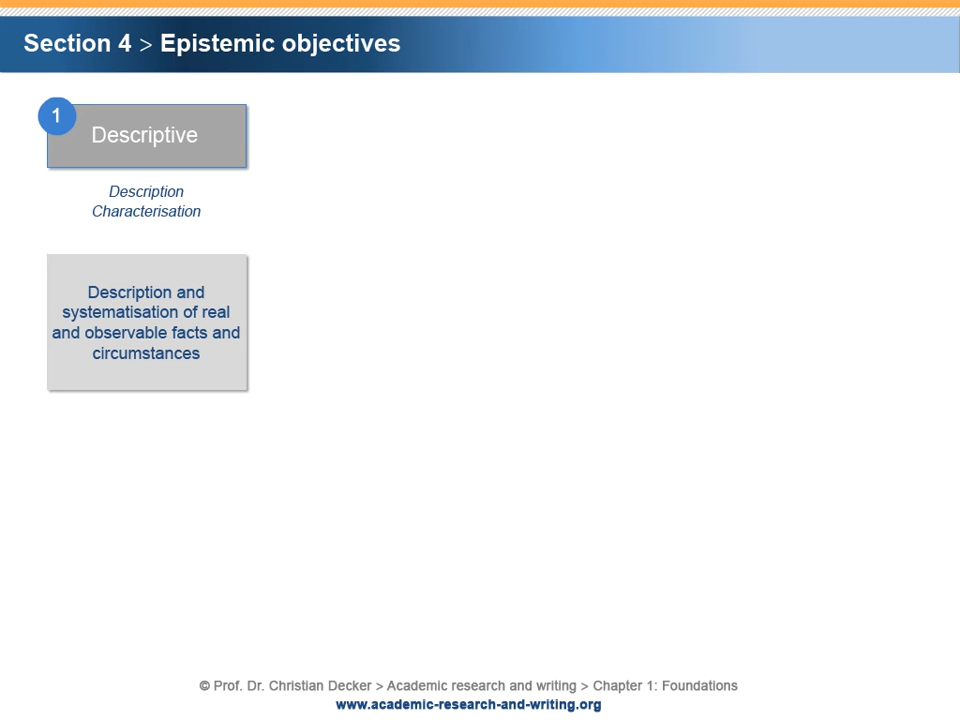 Section 4 > Epistemic objectives
1
Descriptive
Description
Characterisation
Description and
systematisation of real
and observable facts and
circumstances
© Prof. Dr. Christian Decker > Academic research and writing > Chapter 1: Foundations
www.academic-research-and-writing.org